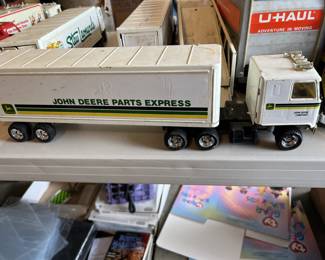 U-HAUL
ADVENTURE IN MOVING
JOHN DEERE PARTS EXPRESS